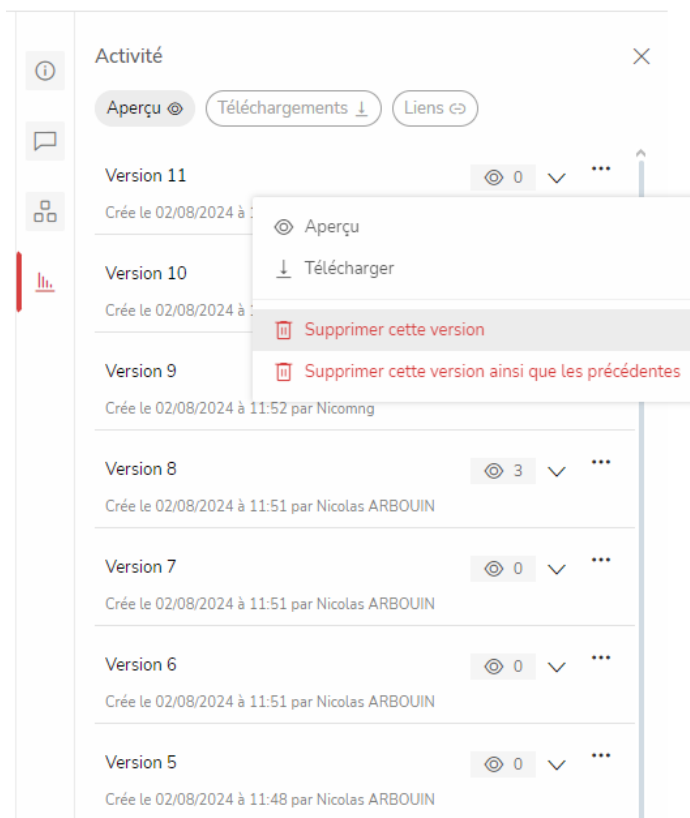 Activité
Aperçu
Téléchargements
Liens
Version 11
0
Crée le 02/08/2024 à
Aperçu
Télécharger
Version 10
Crée le 02/08/2024 à
Supprimer cette version
Supprimer cette version ainsi que les précédentes
Version 9
Crée le 02/08/2024 à 11:52 par Nicomng
Version 8
3
Crée le 02/08/2024 à 11:51 par Nicolas ARBOUIN
Version 7
0
Crée le 02/08/2024 à 11:51 par Nicolas ARBOUIN
Version 6
0
Crée le 02/08/2024 à 11:51 par Nicolas ARBOUIN
Version 5
0
Crée le 02/08/2024 à 11:48 par Nicolas ARBOUIN